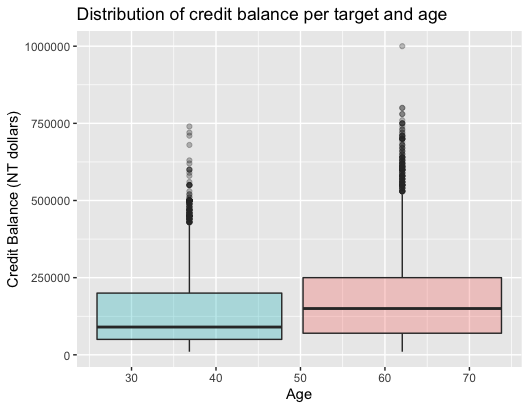 Distribution of credit balance per target and age
1000000
750000
500000
250000
0
Credit Balance (NT dollars)
30 40 50 60 70
Age